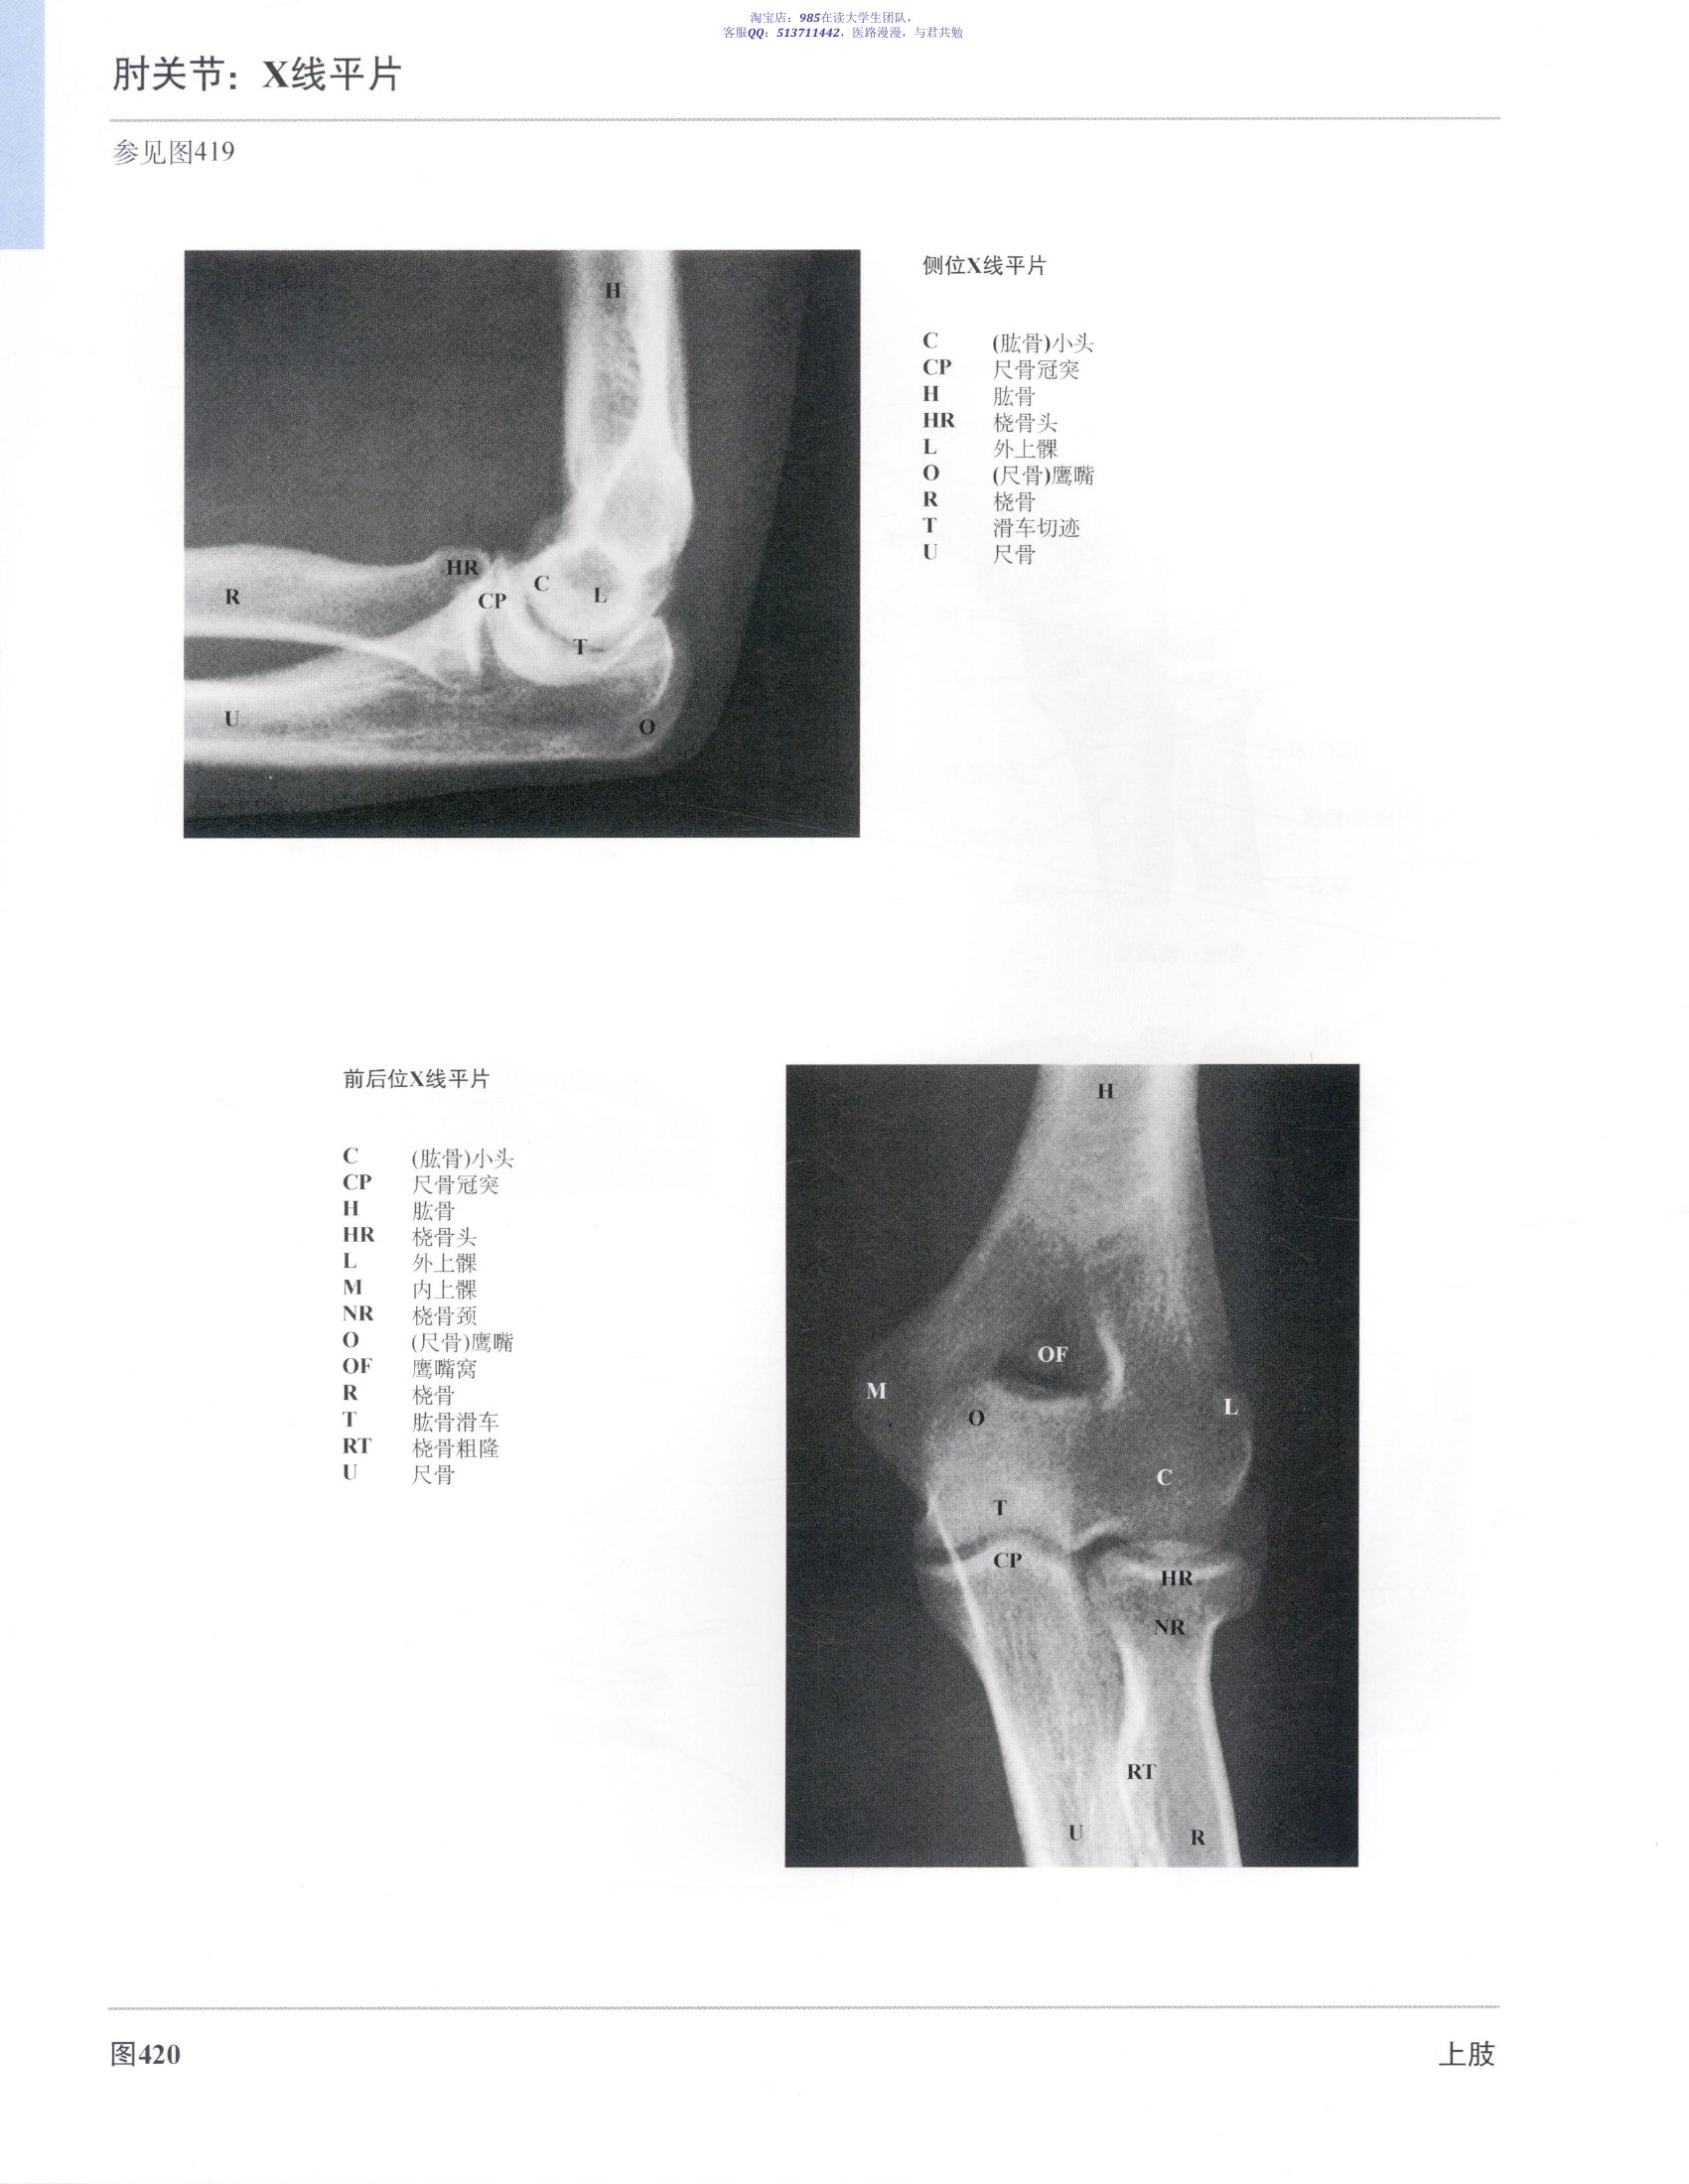 淘宝店：985在读大学生团队，
客服QQ：513711442，医路漫漫，与君共勉
肘关节：X线平片
参见图419
H
HR
C
L
R
CP
T
U
O
侧位X线平片
C (肱骨)小头
CP 尺骨冠突
H 肱骨
HR 桡骨头
L 外上髁
O (尺骨)鹰嘴
R 桡骨
T 滑车切迹
U 尺骨
前后位X线平片
C (肱骨)小头
CP 尺骨冠突
H 肱骨
HR 桡骨头
L 外上髁
M 内上髁
NR 桡骨颈
O (尺骨)鹰嘴
OF 鹰嘴窝
R 桡骨
T 肱骨滑车
RT 桡骨粗隆
U 尺骨
H
OF
M
L
O
C
T
CP
HR
NR
RT
U
R
图420
上肢